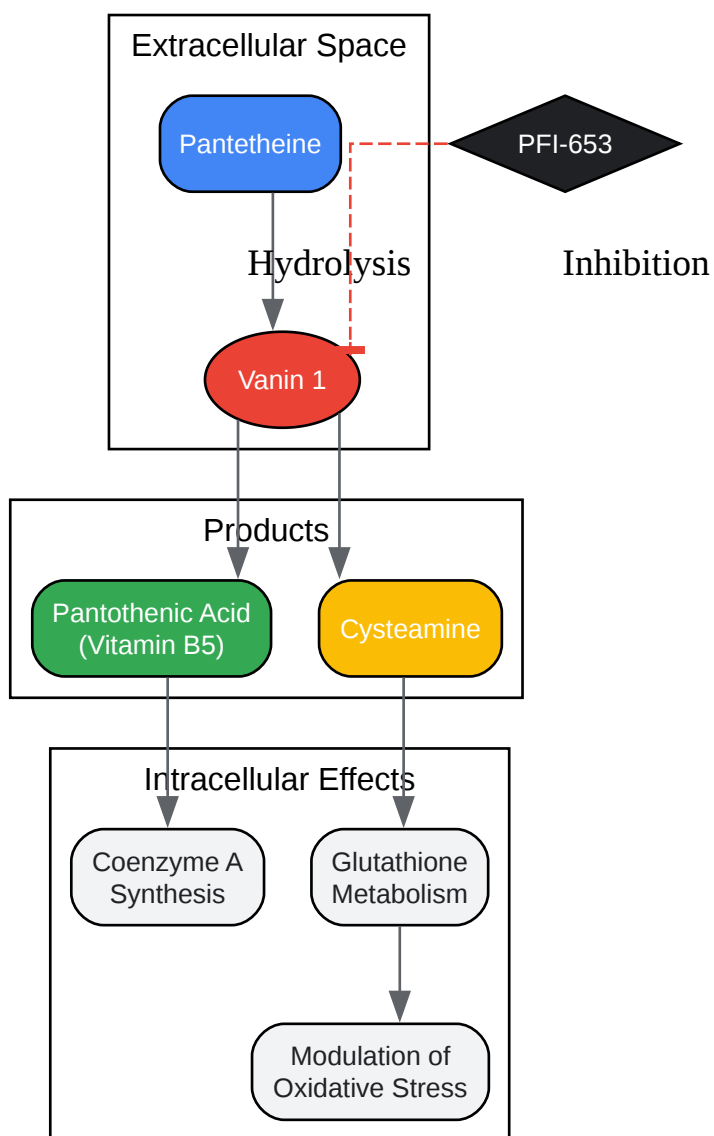 Extracellular Space
Pantetheine
PFI-653
Hydrolysis
Inhibition
Vanin 1
Products
Pantothenic Acid
(Vitamin B5)
Cysteamine
Intracellular Effects
Coenzyme A
Synthesis
Glutathione
Metabolism
Modulation of
Oxidative Stress